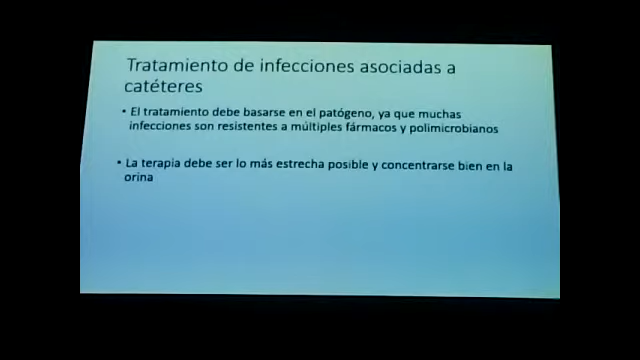 Tratamiento de infecciones asociadas a
catéteres
• El tratamiento debe basarse en el patógeno, ya que muchas
infecciones son resistentes a múltiples fármacos y polimicrobianos
• La terapia debe ser lo más estrecha posible y concentrarse bien en la
orina